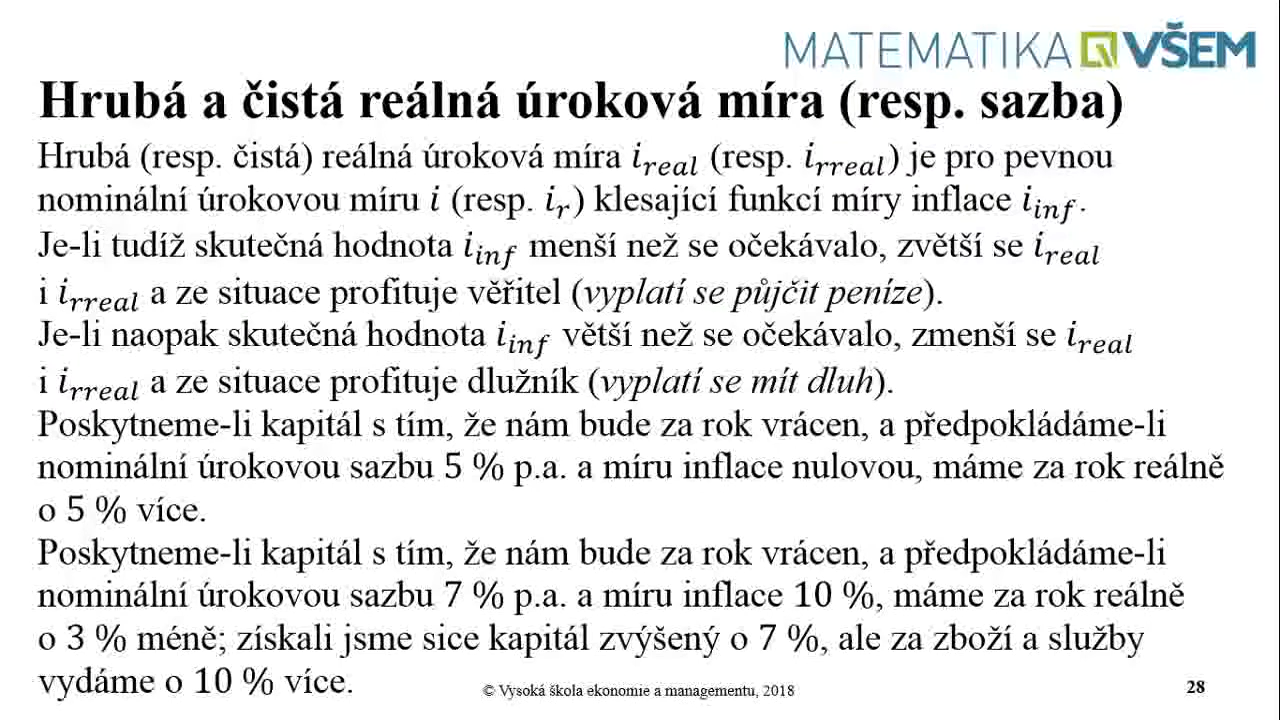 MATEMATIKA VŠEM
Hrubá a čistá reálná úroková míra (resp. sazba)
Hrubá (resp. čistá) reálná úroková míra i_real (resp. i_rreal) je pro pevnou
nominální úrokovou míru i (resp. i_r) klesající funkcí míry inflace i_inf.
Je-li tudíž skutečná hodnota i_inf menší než se očekávalo, zvětší se i_real
i i_rreal a ze situace profituje věřitel (vyplatí se půjčit peníze).
Je-li naopak skutečná hodnota i_inf větší než se očekávalo, zmenší se i_real
i i_rreal a ze situace profituje dlužník (vyplatí se mít dluh).
Poskytneme-li kapitál s tím, že nám bude za rok vrácen, a předpokládáme-li
nominální úrokovou sazbu 5 % p.a. a míru inflace nulovou, máme za rok reálně
o 5 % více.
Poskytneme-li kapitál s tím, že nám bude za rok vrácen, a předpokládáme-li
nominální úrokovou sazbu 7 % p.a. a míru inflace 10 %, máme za rok reálně
o 3 % méně; získali jsme sice kapitál zvýšený o 7 %, ale za zboží a služby
vydáme o 10 % více.
© Vysoká škola ekonomie a managementu, 2018
28